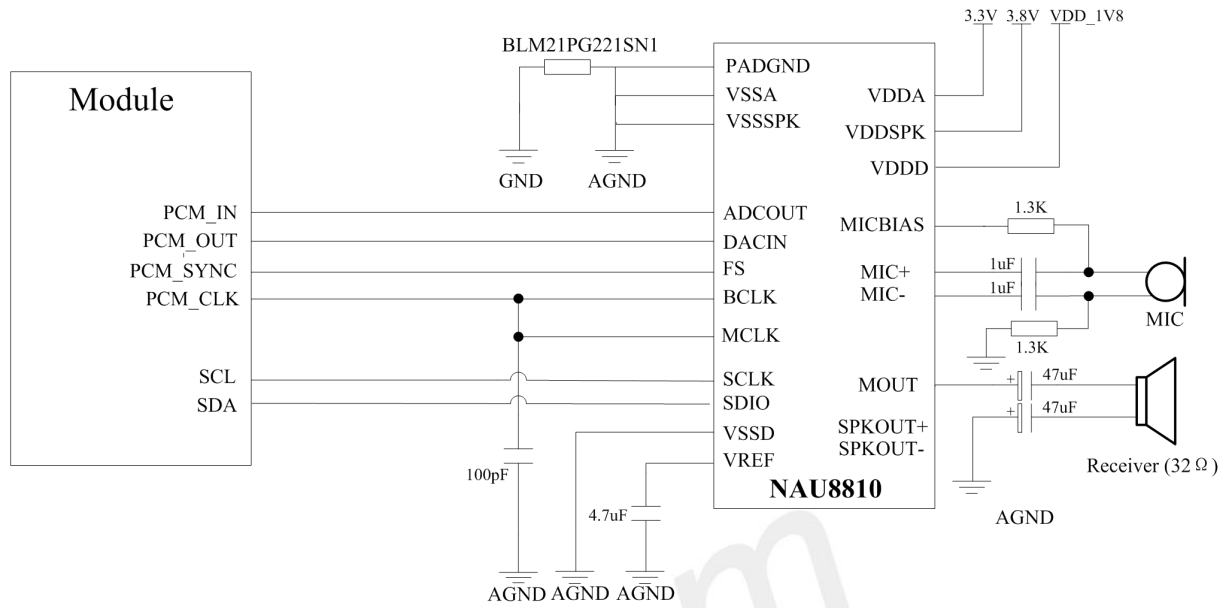 3.3V 3.8V VDD_1V8
BLM21PG221SN1
Module
PADGND
VSSA
VSSSPK
VDDA
VDDSPK
VDDD
GND
AGND
PCM_IN
PCM_OUT
PCM_SYNC
PCM_CLK
ADCOUT
DACIN
FS
BCLK
MCLK
MICBIAS
1.3K
MIC+
MIC-
1uF
1uF
MIC
1.3K
SCL
SDA
SCLK
SDIO
VSSD
VREF
MOUT
SPKOUT+
SPKOUT-
+ 47uF
+ 47uF
Receiver (32Ω)
100pF
4.7uF
NAU8810
AGND
AGND AGND AGND